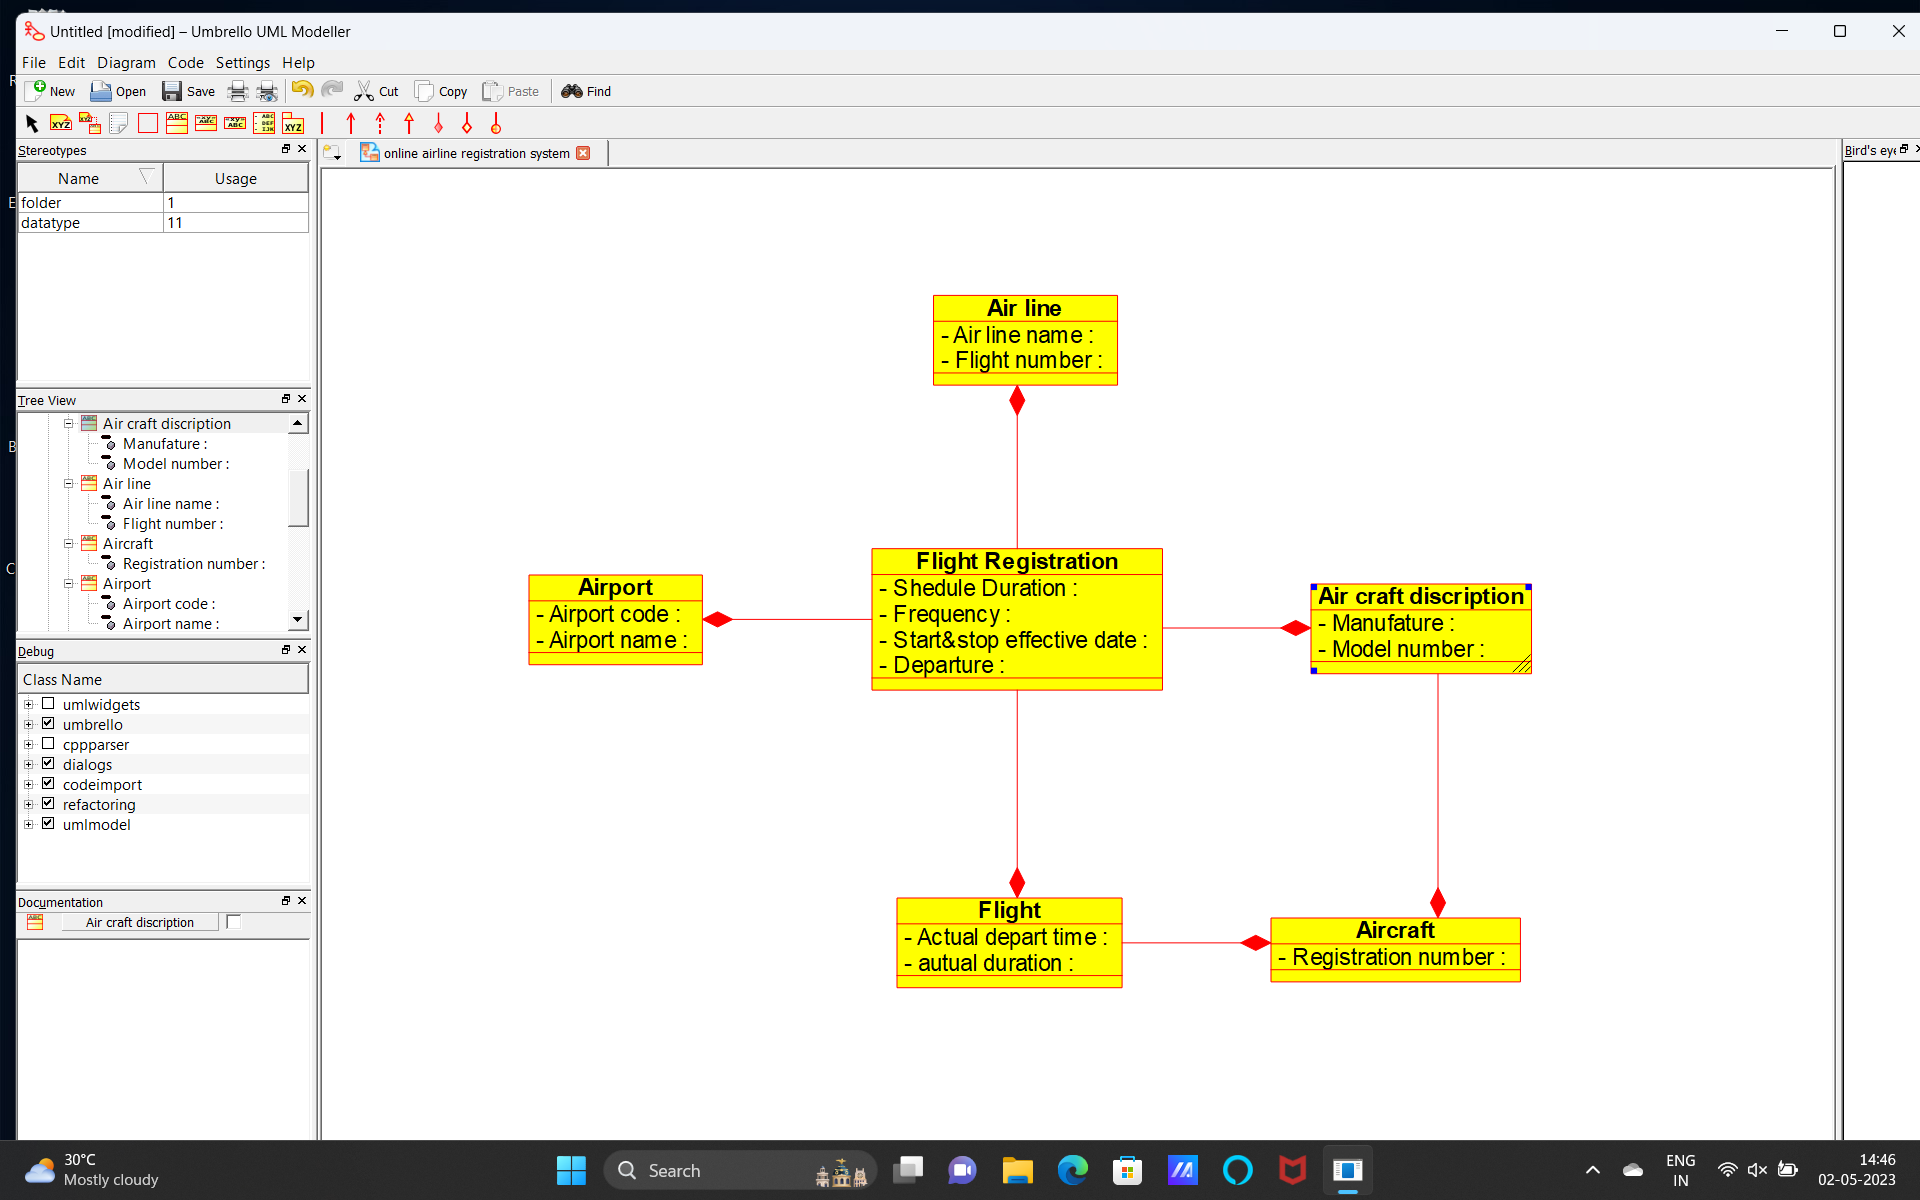 Untitled [modified] – Umbrello UML Modeller
File Edit Diagram Code Settings Help
New Open Save Cut Copy Paste Find
Stereotypes
online airline registration system
Bird's eye
Name Usage
folder 1
datatype 11
Tree View
Air craft discription
Manufature :
Model number :
Air line
Air line name :
Flight number :
Aircraft
Registration number :
Airport
Airport code :
Airport name :
Debug
Class Name
umlwidgets
umbrello
cppparser
dialogs
codeimport
refactoring
umlmodel
Documentation
Air craft discription
Air line
- Air line name :
- Flight number :
Flight Registration
- Shedule Duration :
- Frequency :
- Start&stop effective date :
- Departure :
Airport
- Airport code :
- Airport name :
Air craft discription
- Manufature :
- Model number :
Flight
- Actual depart time :
- autual duration :
Aircraft
- Registration number :
30°C
Mostly cloudy
Search
ENG
IN
14:46
02-05-2023